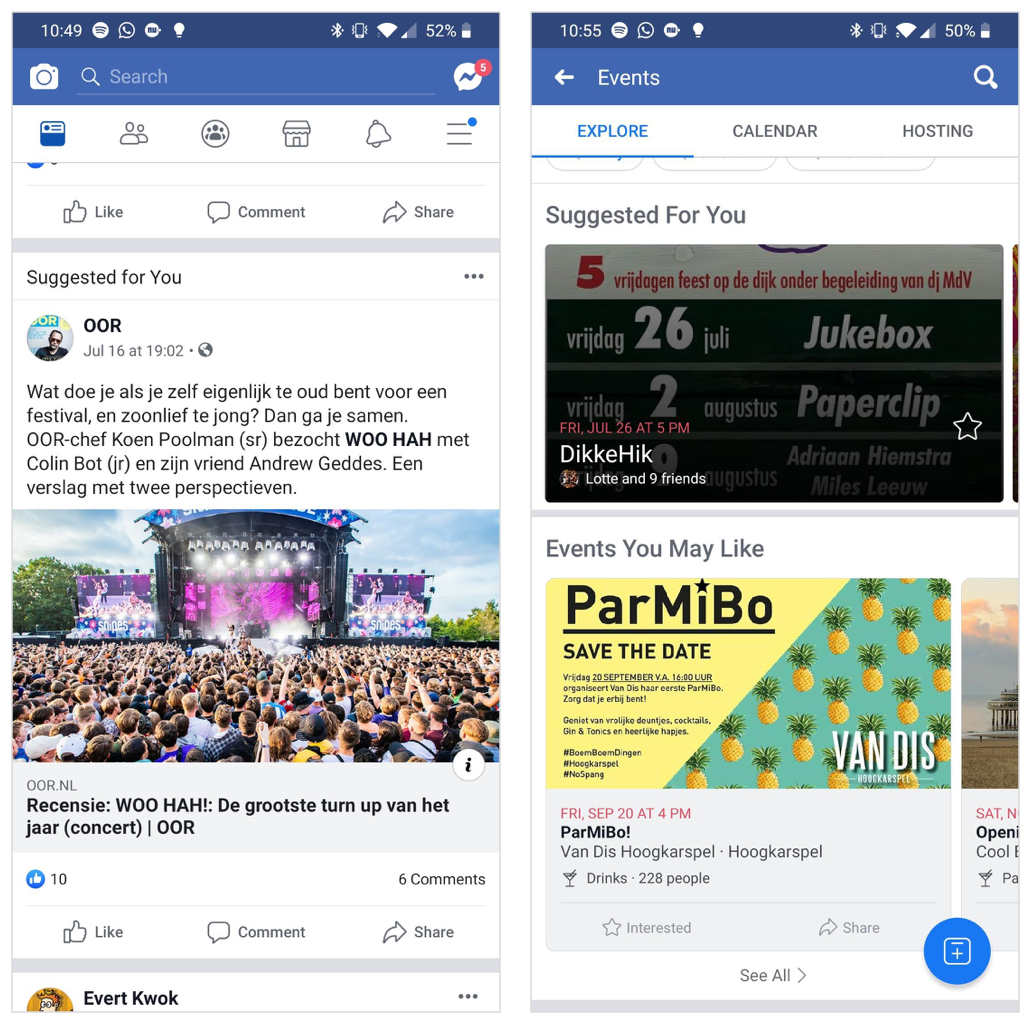 10:49
52%
Search
5
Like
Comment
Share
Suggested for You
OOR
Jul 16 at 19:02 •
Wat doe je als je zelf eigenlijk te oud bent voor een
festival, en zoonlief te jong? Dan ga je samen.
OOR-chef Koen Poolman (sr) bezocht WOO HAH met
Colin Bot (jr) en zijn vriend Andrew Geddes. Een
verslag met twee perspectieven.
SNIPES
SNIPES
OOR.NL
Recensie: WOO HAH!: De grootste turn up van het
jaar (concert) | OOR
10
6 Comments
Like
Comment
Share
Evert Kwok
10:55
50%
Events
EXPLORE
CALENDAR
HOSTING
Suggested For You
5 vrijdagen feest op de dijk onder begeleiding van dj MdV
vrijdag 26 juli Jukebox
vrijdag 2 augustus Paperclip
FRI, JUL 26 AT 5 PM
DikkeHik
Adriaan Hiemstra
9 augustus
Lotte and 9 friends
Miles Leeuw
Events You May Like
ParMiBo
SAVE THE DATE
Vrijdag 20 SEPTEMBER V.A. 16:00 UUR
organiseert Van Dis haar eerste ParMiBo.
Zorg dat je erbij bent!
Geniet van vrolijke deuntjes, cocktails,
Gin & Tonics en heerlijke hapjes.
#BoemBoemDingen
#Hoogkarspel
#NoSpang
VAN DIS
HOOGKARSPEL
FRI, SEP 20 AT 4 PM
ParMiBo!
Van Dis Hoogkarspel · Hoogkarspel
Drinks · 228 people
Interested
Share
SAT, N
Openi
Cool
Pa
See All